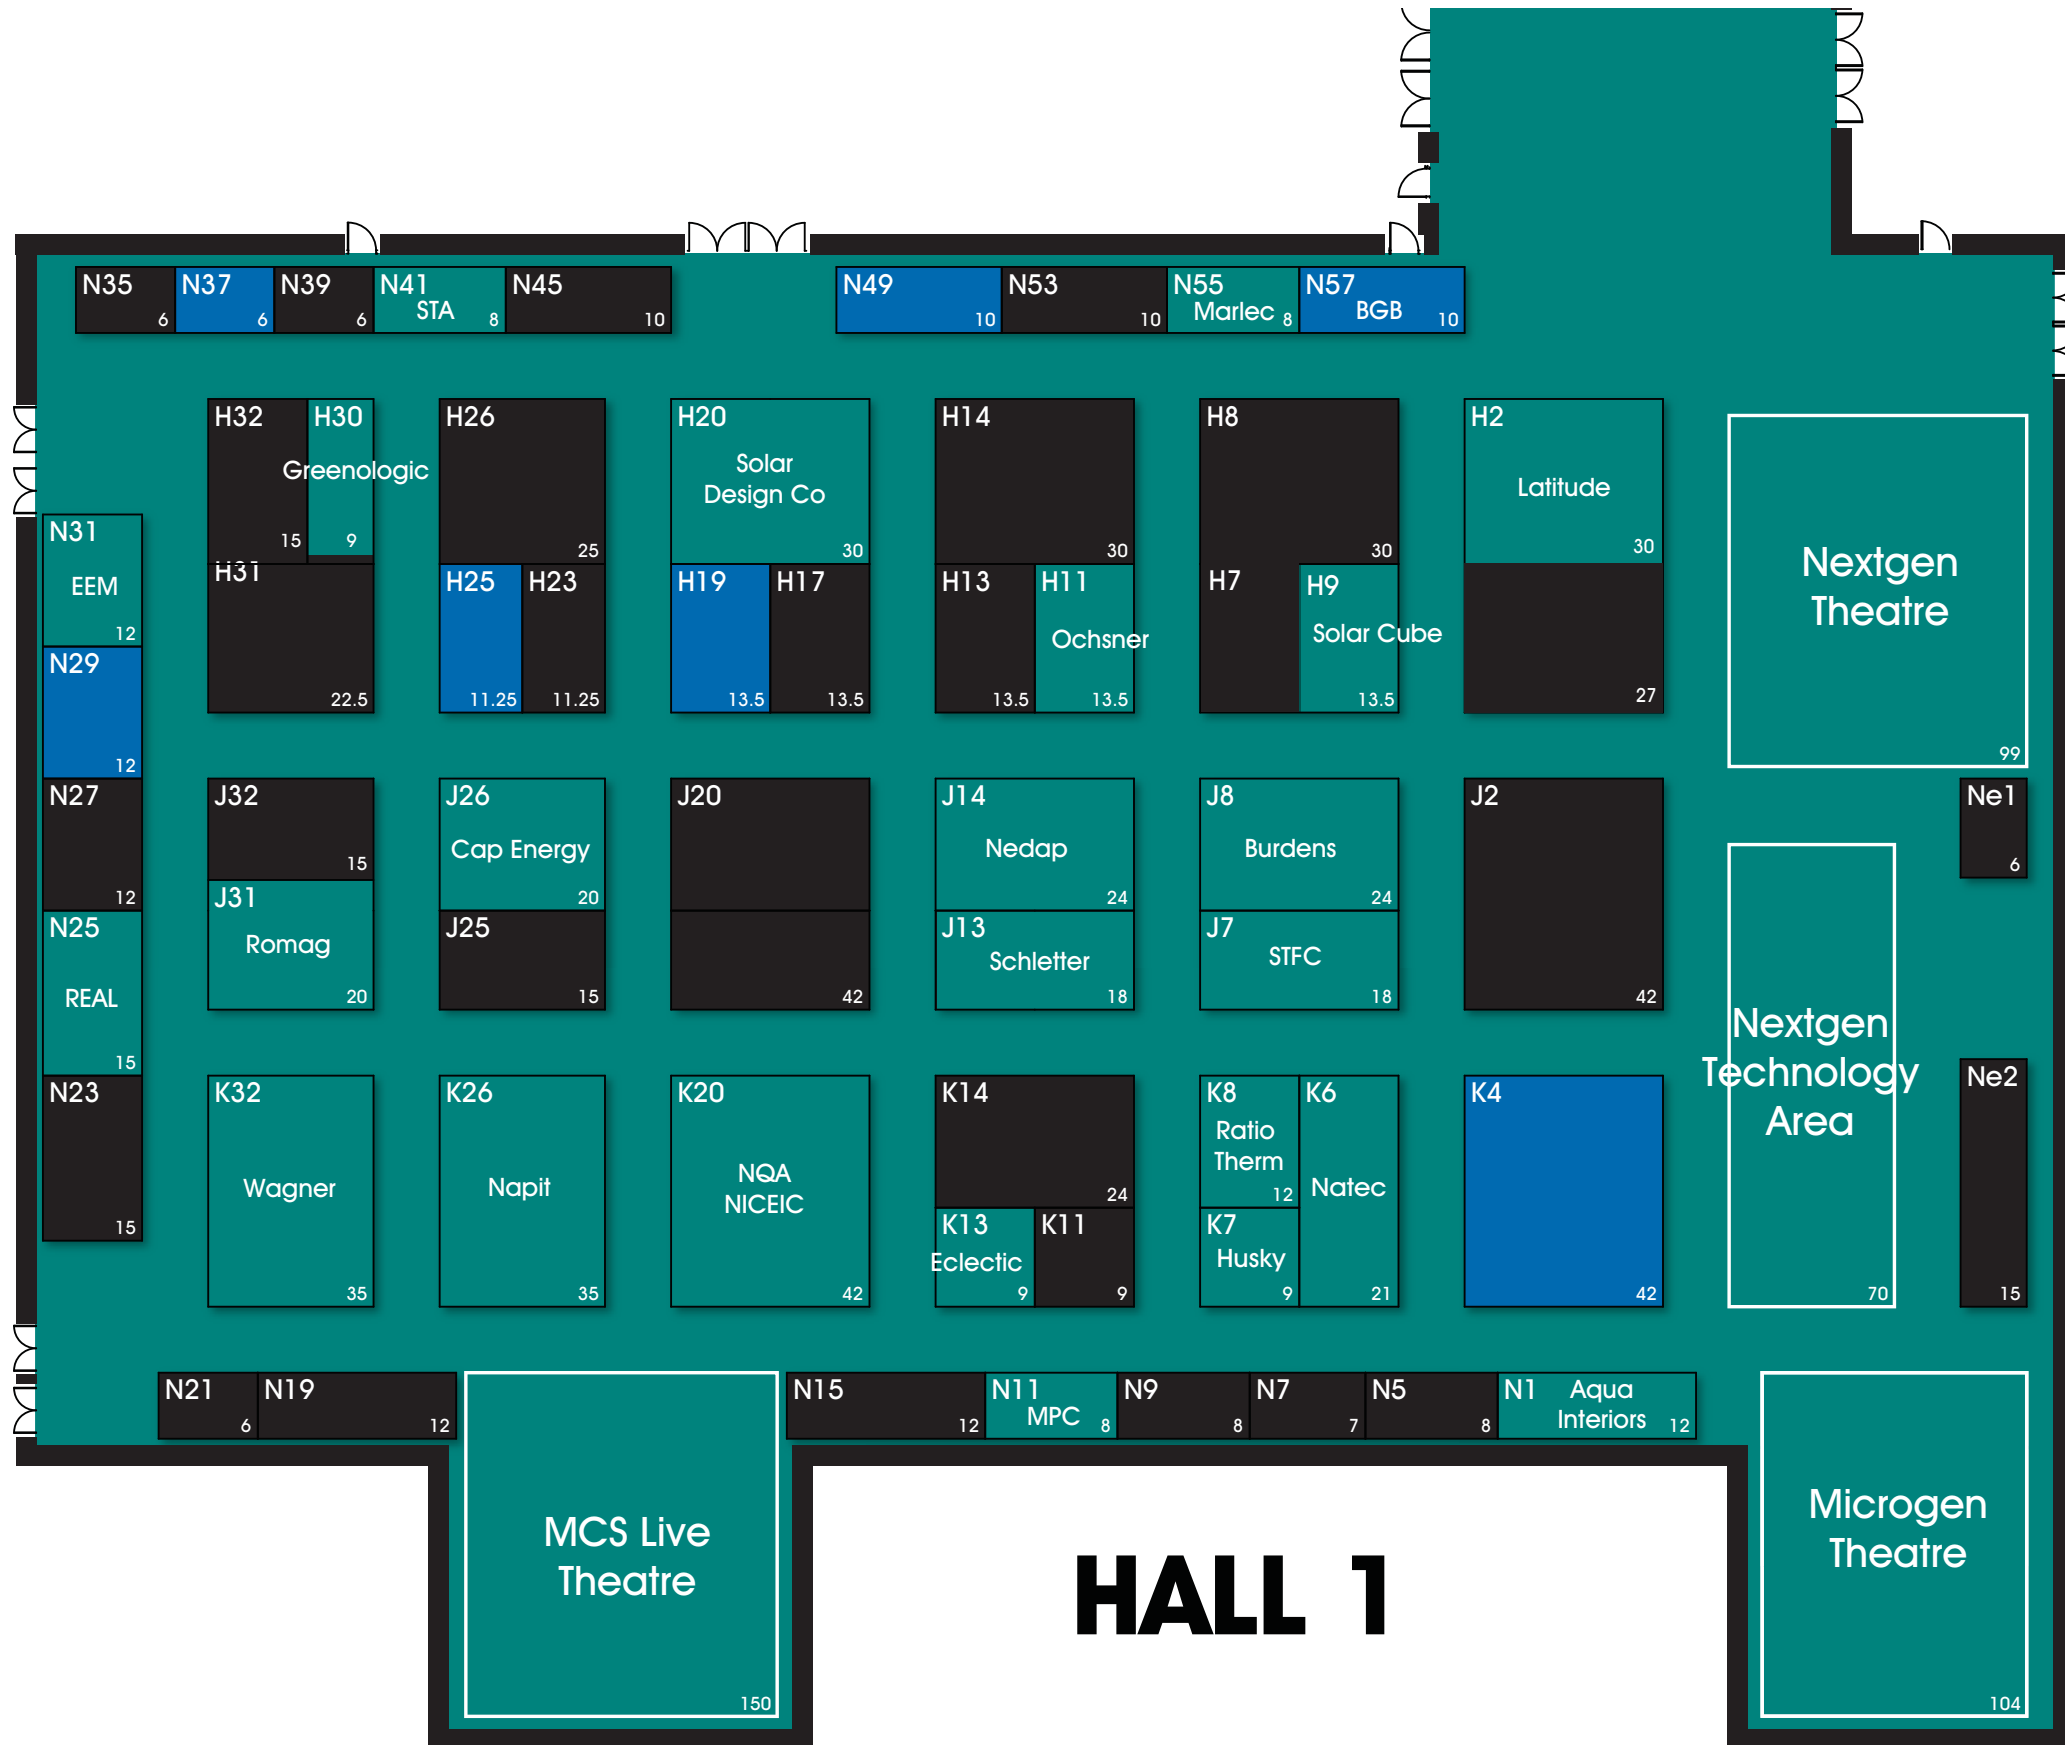 N35
6
N37
6
N39
6
N41
STA
8
N45
10
N49
10
N53
10
N55
Marlec
8
N57
BGB
10
H32
15
H30
Greenologic
9
H31
22.5
H26
25
H25
11.25
H23
11.25
H20
Solar
Design Co
30
H19
13.5
H17
13.5
H14
30
H13
13.5
H11
Ochsner
13.5
H8
30
H7
H9
Solar Cube
13.5
H2
Latitude
30
27
Nextgen
Theatre
99
N31
EEM
12
N29
12
N27
12
N25
REAL
15
N23
15
J32
15
J31
Romag
20
J26
Cap Energy
20
J25
15
J20
42
J14
Nedap
24
J13
Schletter
18
J8
Burdens
24
J7
STFC
18
J2
42
Ne1
6
Nextgen
Technology
Area
70
Ne2
15
K32
Wagner
35
K26
Napit
35
K20
NQA
NICEIC
42
K14
24
K13
Eclectic
9
K11
9
K8
Ratio
Therm
12
K7
Husky
9
K6
Natec
21
K4
42
N21
6
N19
12
MCS Live
Theatre
150
N15
12
N11
MPC
8
N9
8
N7
7
N5
8
N1
Aqua
Interiors
12
Microgen
Theatre
104
HALL 1